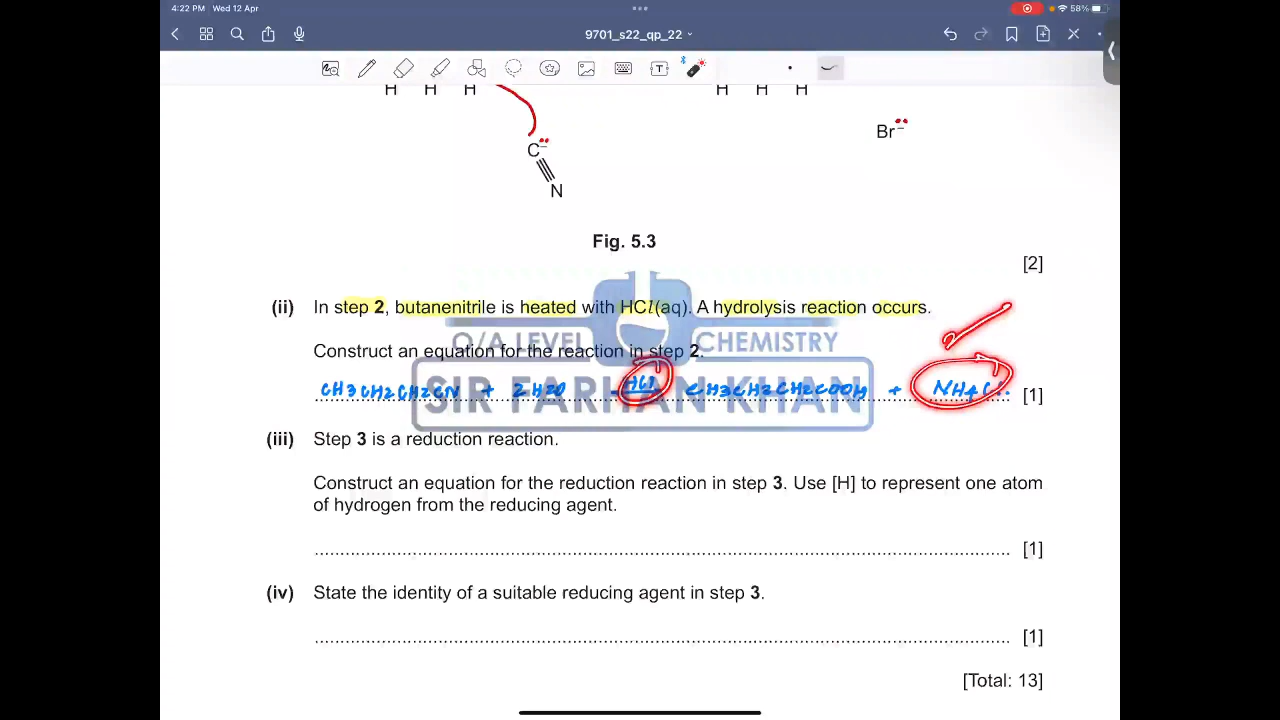 4:22 PM Wed 12 Apr
58%
9701_s22_qp_22
T
H H H H H H
C–
N
Br–
Fig. 5.3
[2]
(ii) In step 2, butanenitrile is heated with HCl(aq). A hydrolysis reaction occurs.
O/A LEVEL CHEMISTRY
Construct an equation for the reaction in step 2.
CH3CH2CH2CN + 2H2O HCl CH3CH2CH2COOH + NH4Cl. [1]
SIR FARHAN KHAN
(iii) Step 3 is a reduction reaction.
Construct an equation for the reduction reaction in step 3. Use [H] to represent one atom
of hydrogen from the reducing agent.
[1]
(iv) State the identity of a suitable reducing agent in step 3.
[1]
[Total: 13]